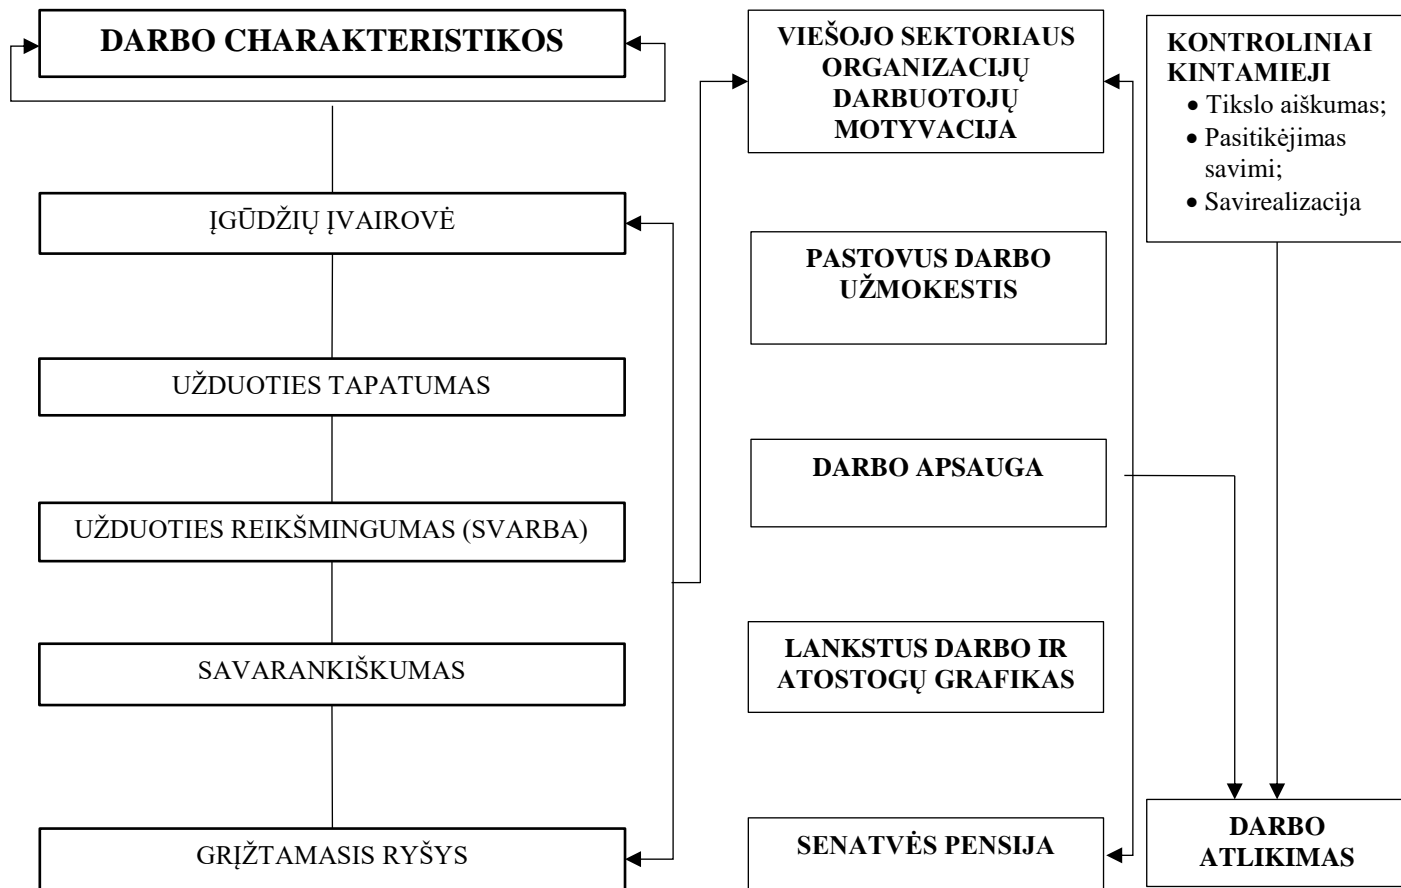 DARBO CHARAKTERISTIKOS
ĮGŪDŽIŲ ĮVAIROVĖ
UŽDUOTIES TAPATUMAS
UŽDUOTIES REIKŠMINGUMAS (SVARBA)
SAVARANKIŠKUMAS
GRĮŽTAMASIS RYŠYS
VIEŠOJO SEKTORIAUS
ORGANIZACIJŲ
DARBUOTOJŲ
MOTYVACIJA
PASTOVUS DARBO
UŽMOKESTIS
DARBO APSAUGA
LANKSTUS DARBO IR
ATOSTOGŲ GRAFIKAS
SENATVĖS PENSIJA
KONTROLINIAI
KINTAMIEJI
• Tikslo aiškumas;
• Pasitikėjimas
savimi;
• Savirealizacija
DARBO
ATLIKIMAS